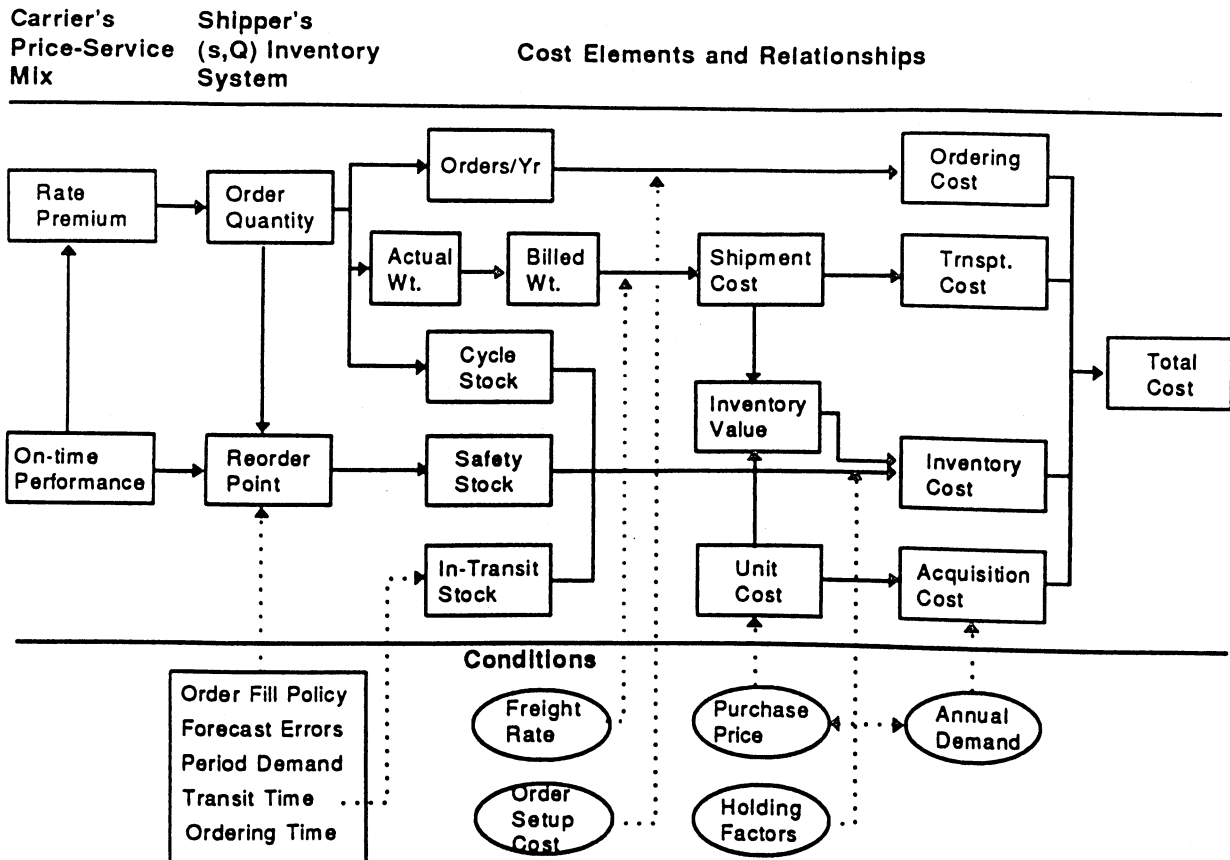 Carrier's
Price-Service
Mix
Shipper's
(s,Q) Inventory
System
Cost Elements and Relationships
Rate
Premium
Order
Quantity
Orders/Yr
Ordering
Cost
Actual
Wt.
Billed
Wt.
Shipment
Cost
Trnspt.
Cost
Cycle
Stock
Inventory
Value
Total
Cost
On-time
Performance
Reorder
Point
Safety
Stock
Inventory
Cost
In-Transit
Stock
Unit
Cost
Acquisition
Cost
Conditions
Order Fill Policy
Forecast Errors
Period Demand
Transit Time
Ordering Time
Freight
Rate
Purchase
Price
Annual
Demand
Order
Setup
Cost
Holding
Factors